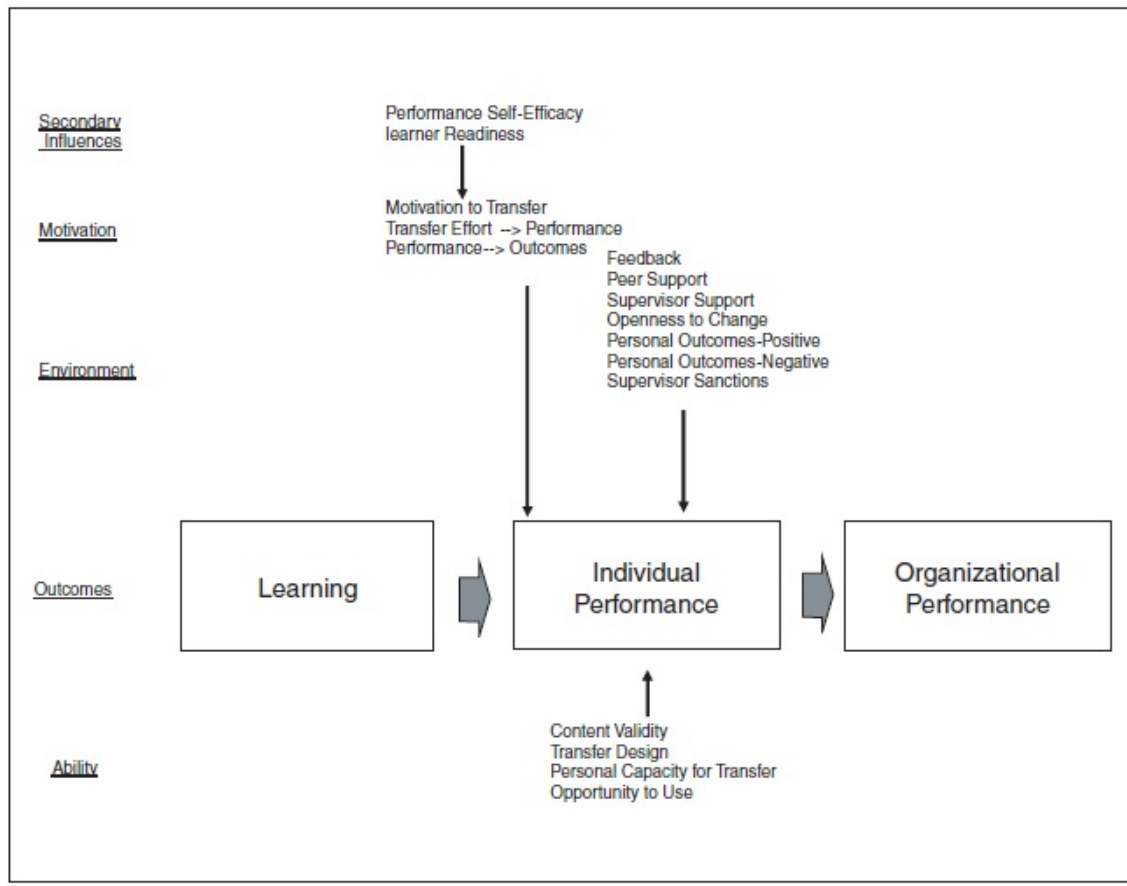 Secondary
Influences
Performance Self-Efficacy
learner Readiness
Motivation
Motivation to Transfer
Transfer Effort --> Performance
Performance--> Outcomes
Environment
Feedback
Peer Support
Supervisor Support
Openness to Change
Personal Outcomes-Positive
Personal Outcomes-Negative
Supervisor Sanctions
Outcomes
Learning
Individual
Performance
Organizational
Performance
Ability
Content Validity
Transfer Design
Personal Capacity for Transfer
Opportunity to Use